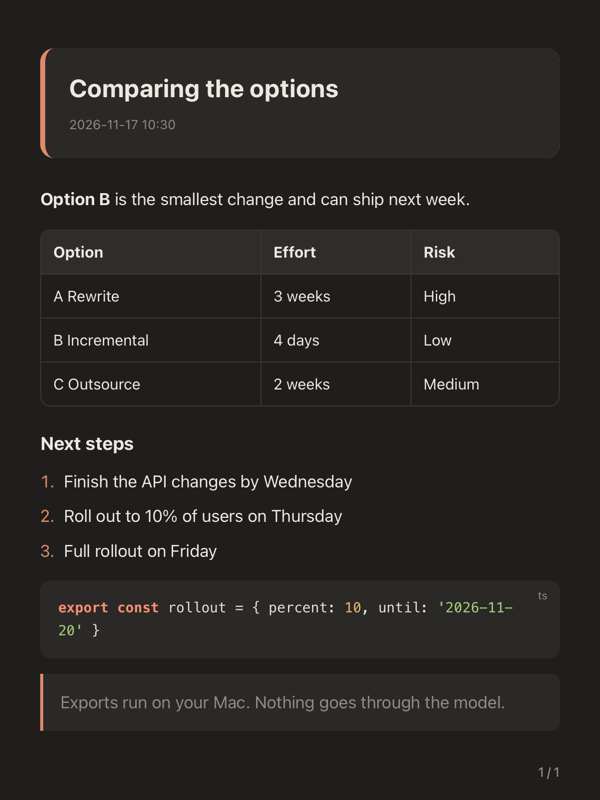 Comparing the options
2026-11-17 10:30
Option B is the smallest change and can ship next week.
Option Effort Risk
A Rewrite 3 weeks High
B Incremental 4 days Low
C Outsource 2 weeks Medium
Next steps
1. Finish the API changes by Wednesday
2. Roll out to 10% of users on Thursday
3. Full rollout on Friday
ts
export const rollout = { percent: 10, until: '2026-11-
20' }
Exports run on your Mac. Nothing goes through the model.
1 / 1